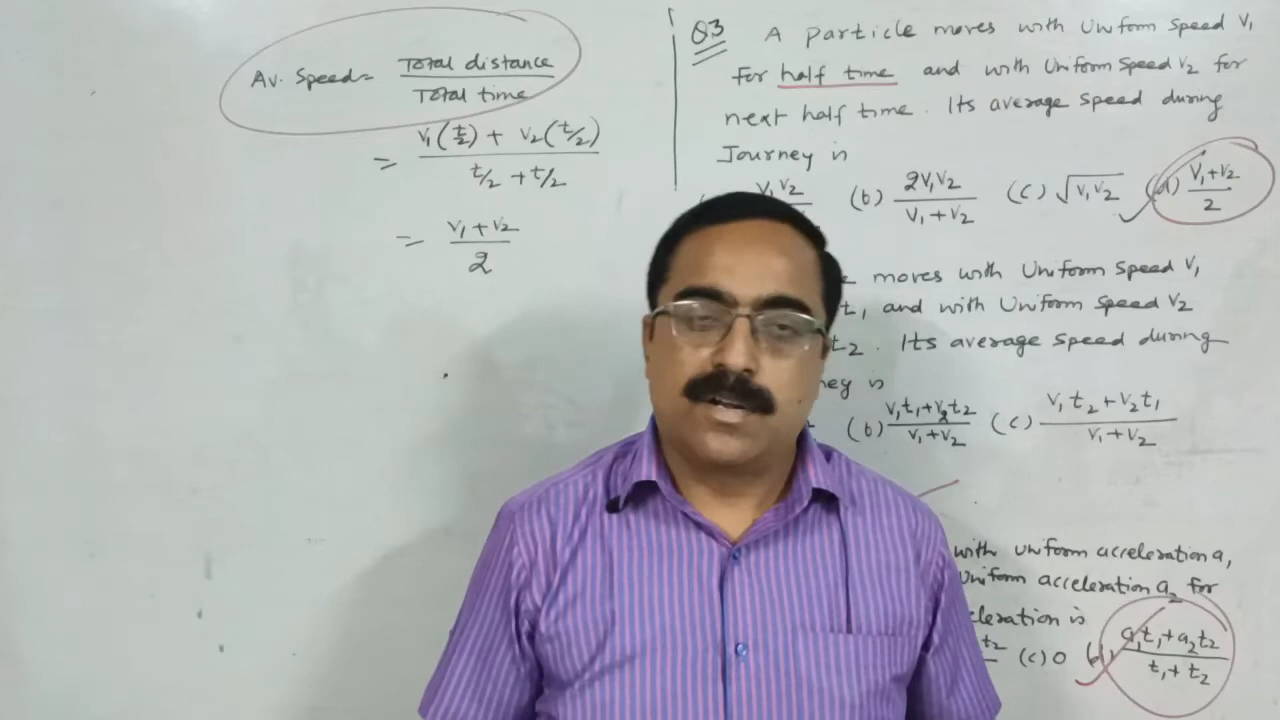 Av. Speed = Total distance / Total time
= V₁(t/2) + V₂(t/2) / t/2 + t/2
= V₁ + V₂ / 2
Q3 A particle moves with Uniform Speed V₁
for half time and with Uniform Speed V₂ for
next half time. Its average speed during
Journey is
V₁V₂ (b) 2V₁V₂ / V₁+V₂ (c) √V₁V₂ (d) V₁+V₂ / 2
moves with Uniform Speed V₁
t₁ and with Uniform Speed V₂
t₂. Its average speed during
is
(b) V₁t₁+V₂t₂ / V₁+V₂ (c) V₁t₂+V₂t₁ / V₁+V₂
with uniform acceleration a₁
uniform acceleration a₂ for
is
t₂ (c) 0 (d) a₁t₁+a₂t₂ / t₁+t₂